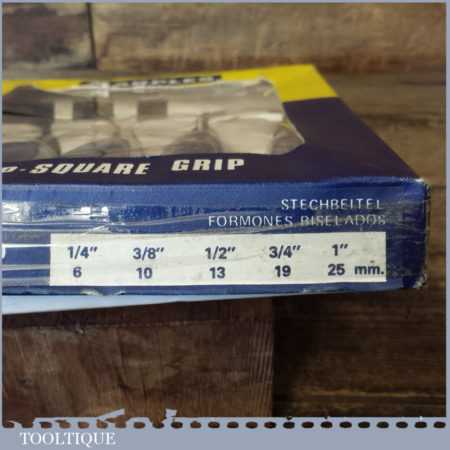 -SQUARE GRIP
STECHBEITEL
FORMONES BISELADOS
1/4" 3/8" 1/2" 3/4" 1"
6 10 13 19 25 mm.
TOOLTIQUE